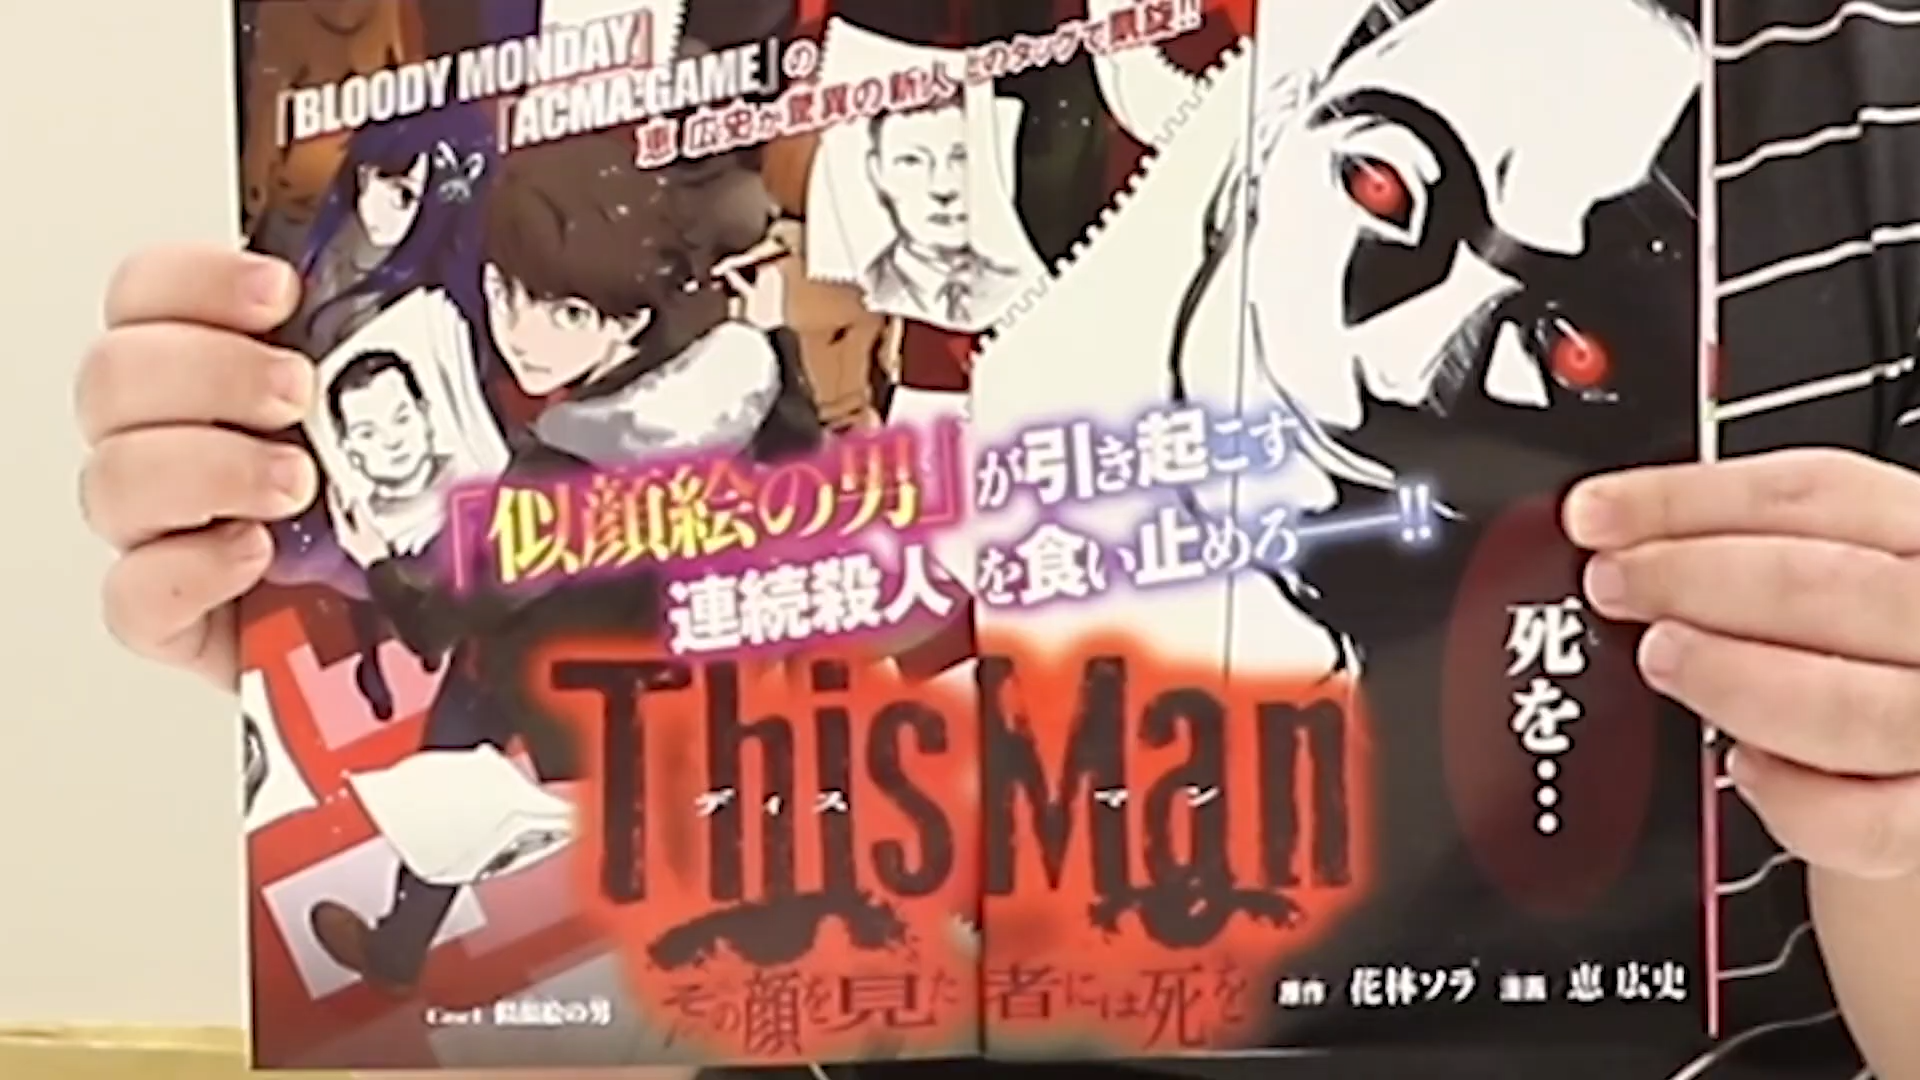 『BLOODY MONDAY』
『ACMA:GAME』の
恵 広史が驚異の新人とのタッグで凱旋!!
『似顔絵の男』が引き起こす
連続殺人を食い止めろ――!!
This Man
ディスマン
その顔を見た者には死を
死を…
原作 花林ソラ 漫画 恵 広史
似顔絵の男